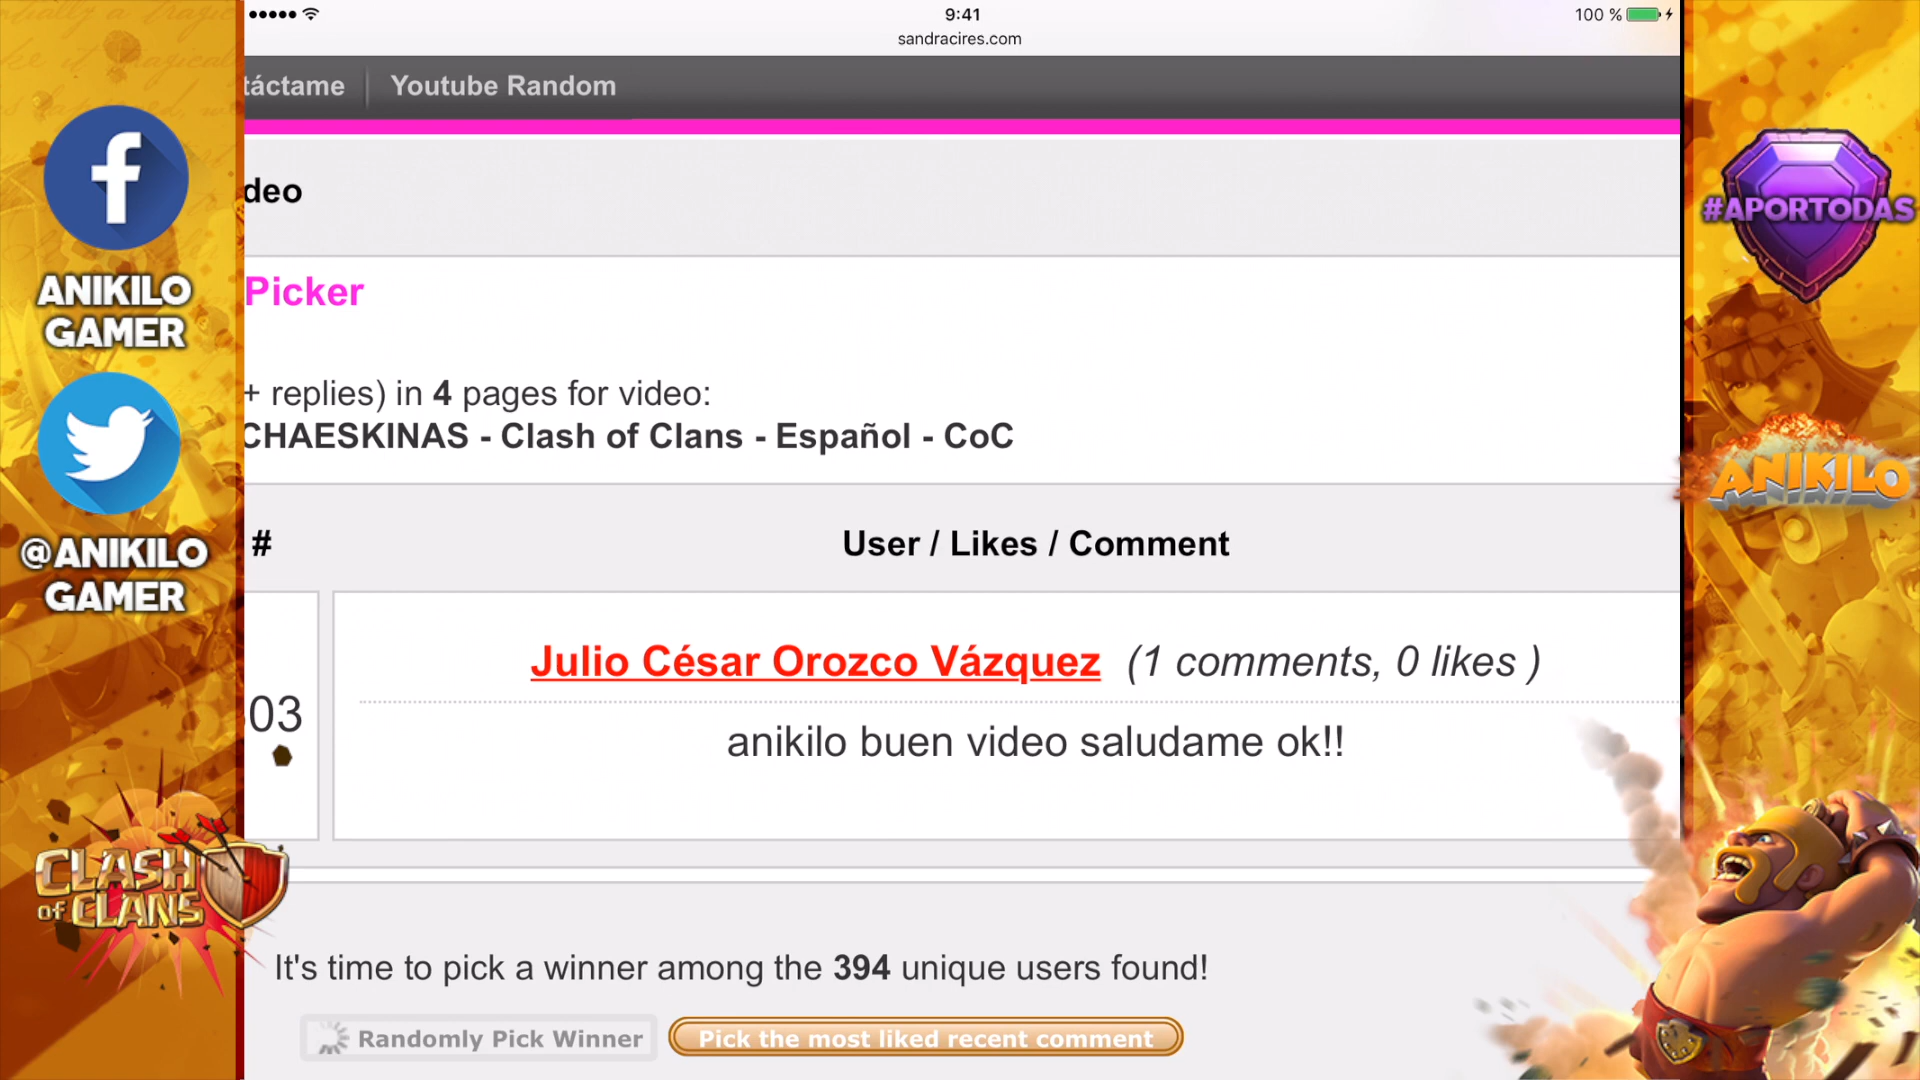 9:41
100 %
sandracires.com
táctame
Youtube Random
deo
Picker
+ replies) in 4 pages for video:
CHAESKINAS - Clash of Clans - Español - CoC
#
User / Likes / Comment
Julio César Orozco Vázquez (1 comments, 0 likes )
03
anikilo buen video saludame ok!!
It's time to pick a winner among the 394 unique users found!
Randomly Pick Winner
Pick the most liked recent comment
f
ANIKILO
GAMER
@ANIKILO
GAMER
CLASH
OF CLANS
#APORTODAS
ANIKILO